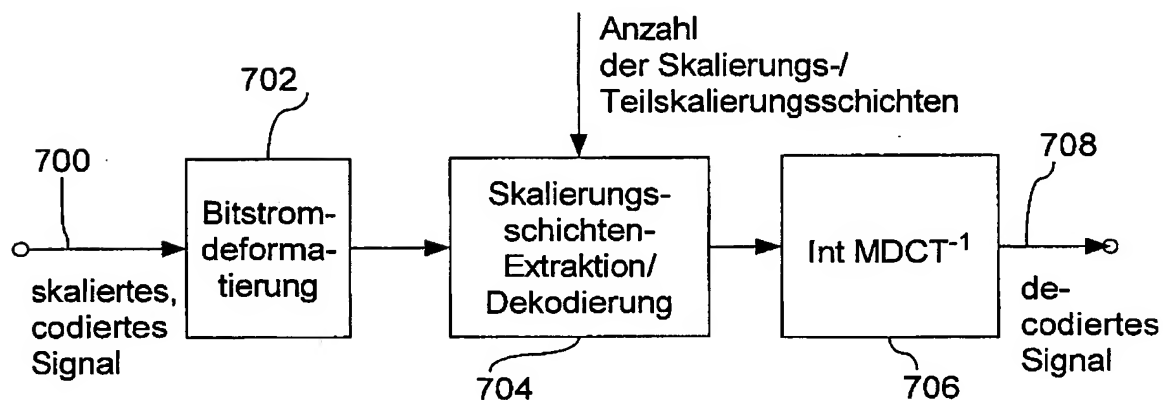 Anzahl
der Skalierungs-/
Teilskalierungsschichten
702
700
708
Bitstrom-
deforma-
tierung
Skalierungs-
schichten-
Extraktion/
Dekodierung
Int MDCT⁻¹
skaliertes,
codiertes
Signal
de-
codiertes
Signal
704
706